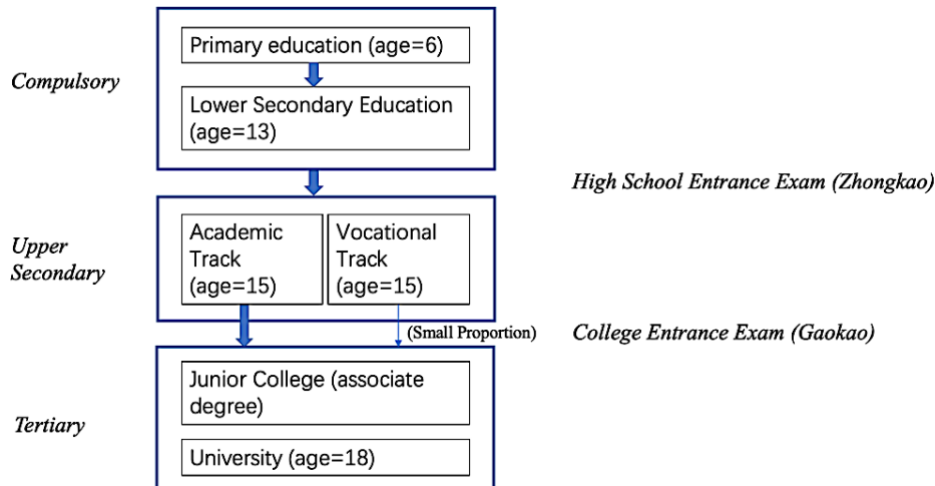 Primary education (age=6)
Compulsory
Lower Secondary Education
(age=13)
High School Entrance Exam (Zhongkao)
Upper
Secondary
Academic
Track
(age=15)
Vocational
Track
(age=15)
(Small Proportion)
College Entrance Exam (Gaokao)
Junior College (associate
degree)
Tertiary
University (age=18)